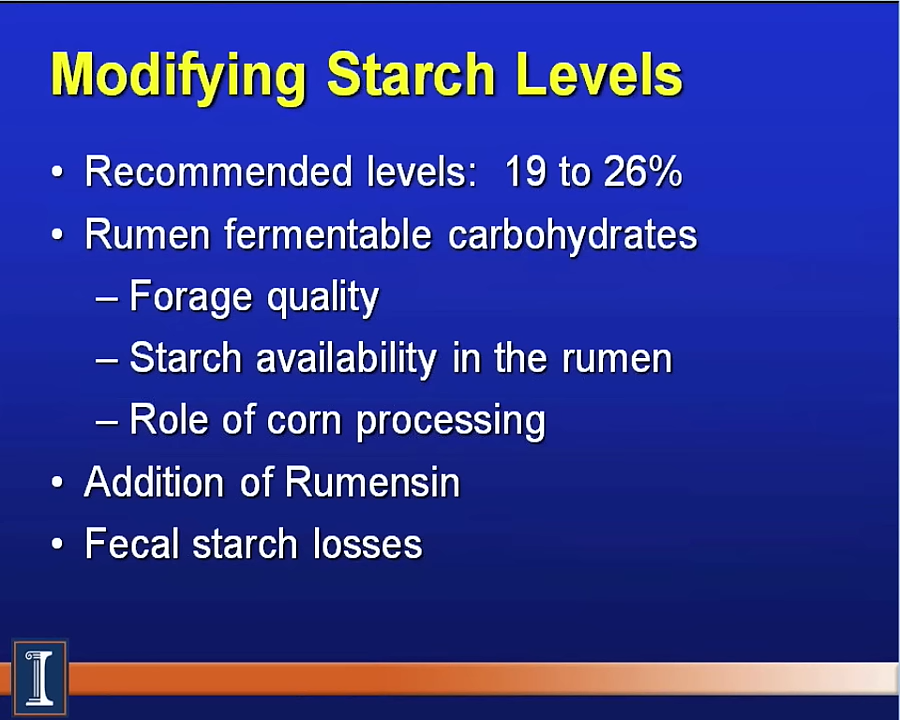 Modifying Starch Levels
• Recommended levels: 19 to 26%
• Rumen fermentable carbohydrates
– Forage quality
– Starch availability in the rumen
– Role of corn processing
• Addition of Rumensin
• Fecal starch losses
I